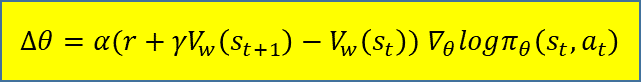 Δθ = α(r + γV_w(s_{t+1}) − V_w(s_t)) ∇_θ logπ_θ(s_t, a_t)